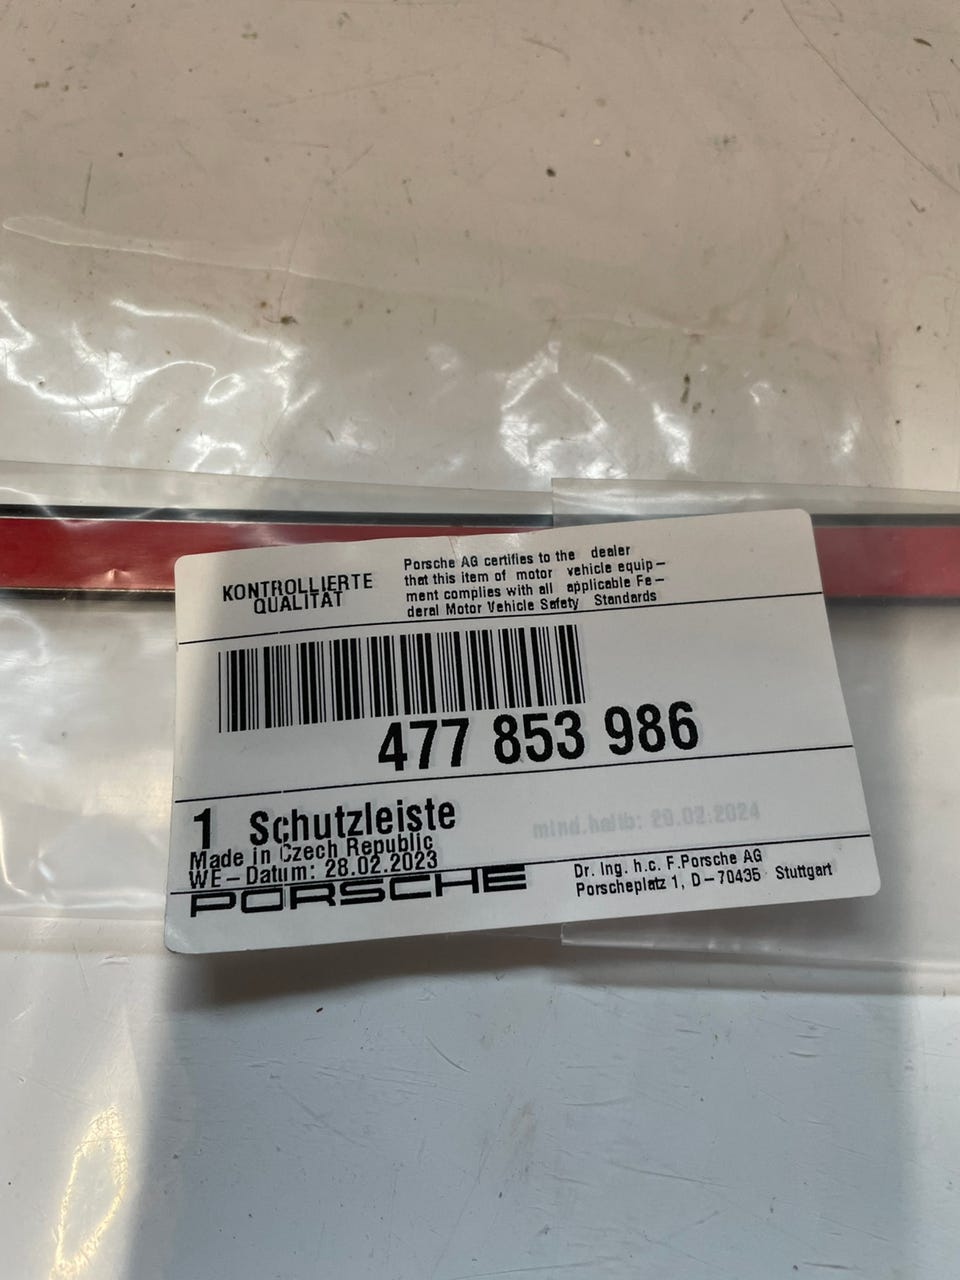 KONTROLLIERTE
QUALITÄT
Porsche AG certifies to the dealer
that this item of motor vehicle equip-
ment complies with all applicable Fe-
deral Motor Vehicle Safety Standards
477 853 986
1 Schutzleiste
mind.haltb: 29.02.2024
Made in Czech Republic
WE-Datum: 28.02.2023
PORSCHE
Dr. Ing. h.c. F.Porsche AG
Porscheplatz 1, D-70435 Stuttgart